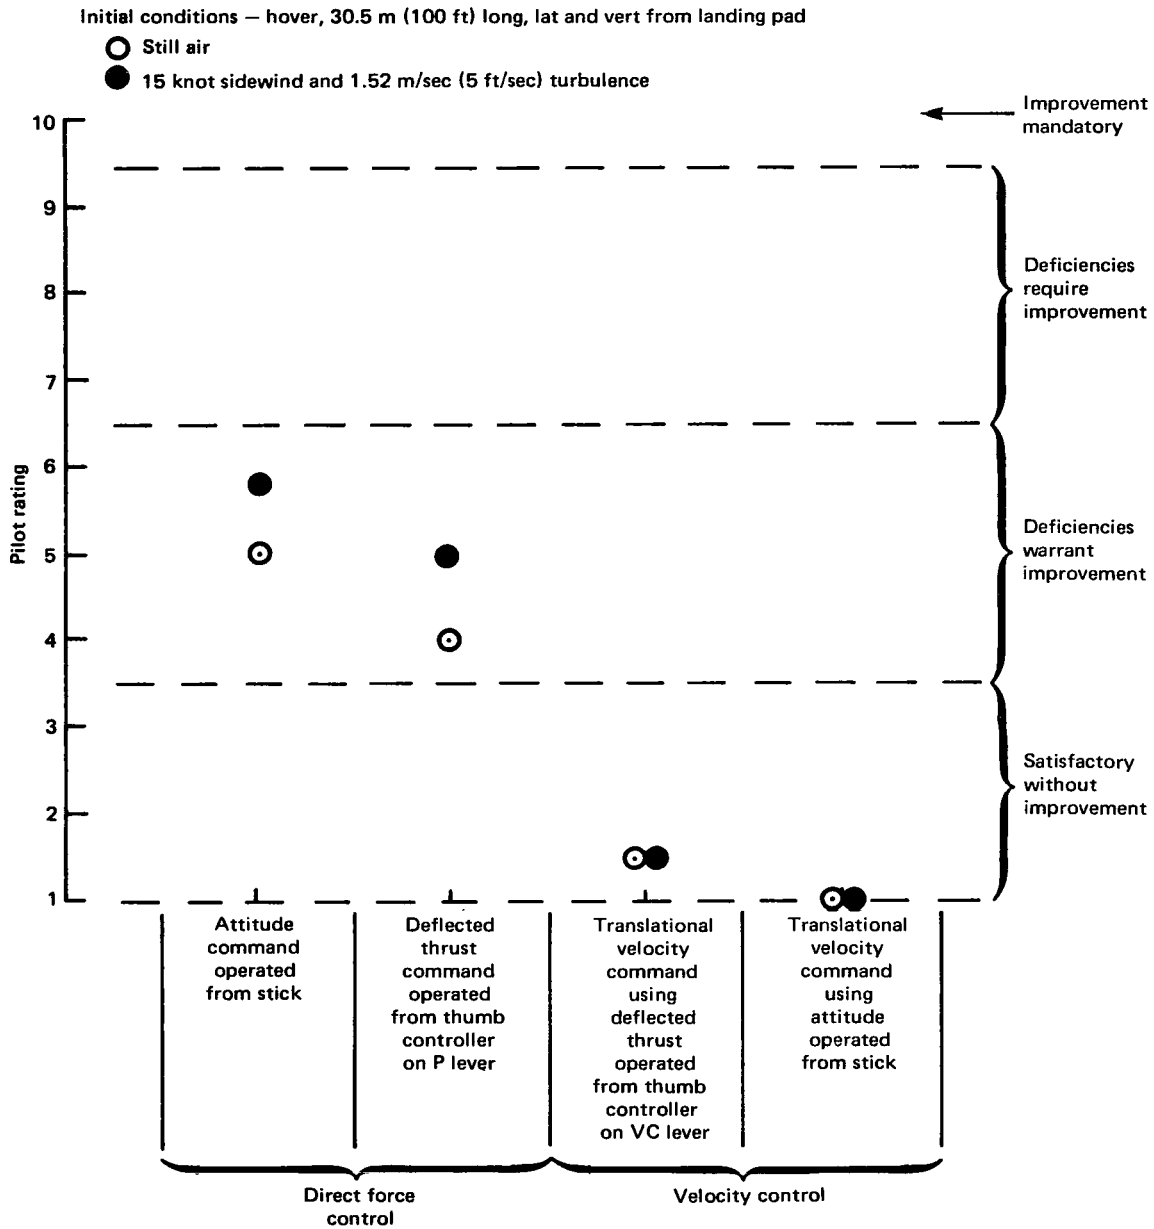 Initial conditions — hover, 30.5 m (100 ft) long, lat and vert from landing pad
Still air
15 knot sidewind and 1.52 m/sec (5 ft/sec) turbulence
Improvement
mandatory
10
9
8
7
6
5
4
3
2
1
Pilot rating
Deficiencies
require
improvement
Deficiencies
warrant
improvement
Satisfactory
without
improvement
Attitude
command
operated
from stick
Deflected
thrust
command
operated
from thumb
controller
on P lever
Translational
velocity
command
using
deflected
thrust
operated
from thumb
controller
on VC lever
Translational
velocity
command
using
attitude
operated
from stick
Direct force
control
Velocity control